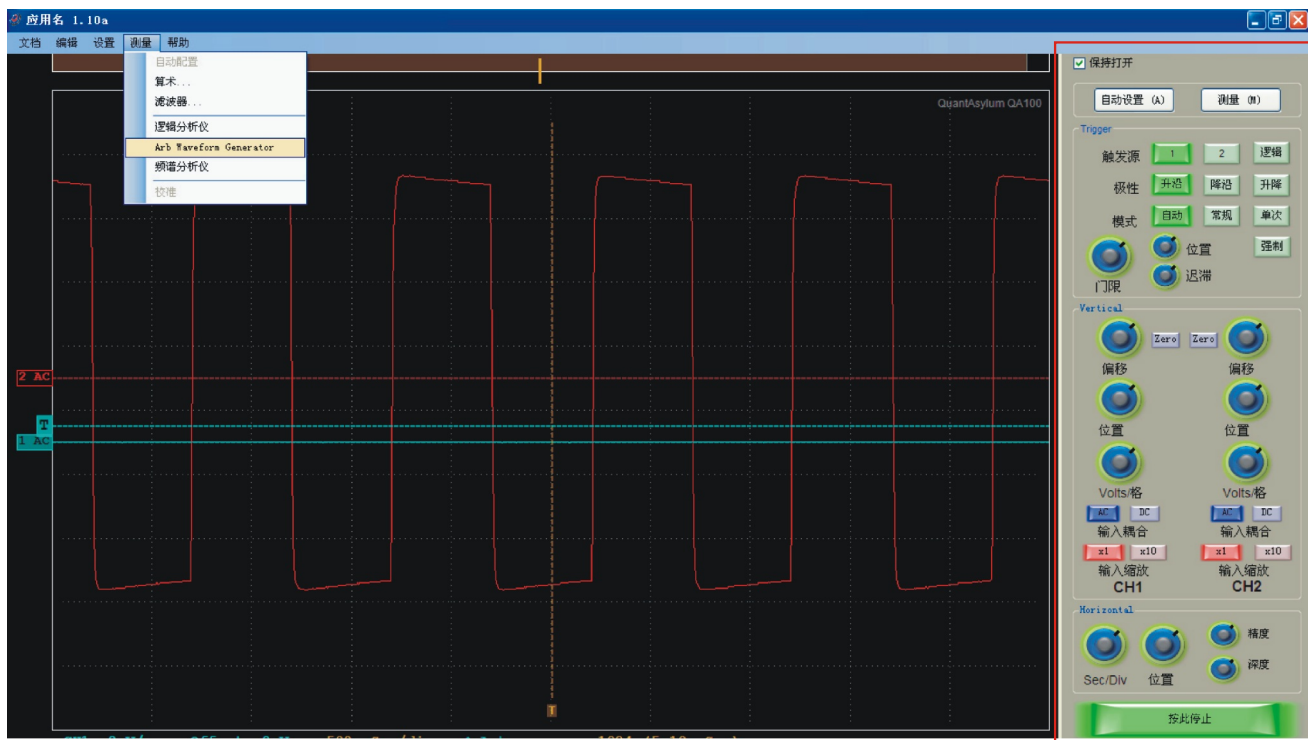 应用名 1.10a
文档 编辑 设置 测量 帮助
自动配置
算术...
滤波器...
逻辑分析仪
Arb Waveform Generator
频谱分析仪
校准
QuantAsylum QA100
2 AC
T
1 AC
T
保持打开
自动设置 (A) 测量 (M)
Trigger
触发源 1 2 逻辑
极性 升沿 降沿 升降
模式 自动 常规 单次
位置 强制
门限 迟滞
Vertical
Zero Zero
偏移 偏移
位置 位置
Volts/格 Volts/格
AC DC AC DC
输入耦合 输入耦合
x1 x10 x1 x10
输入缩放 输入缩放
CH1 CH2
Horizontal
精度
深度
Sec/Div 位置
按此停止